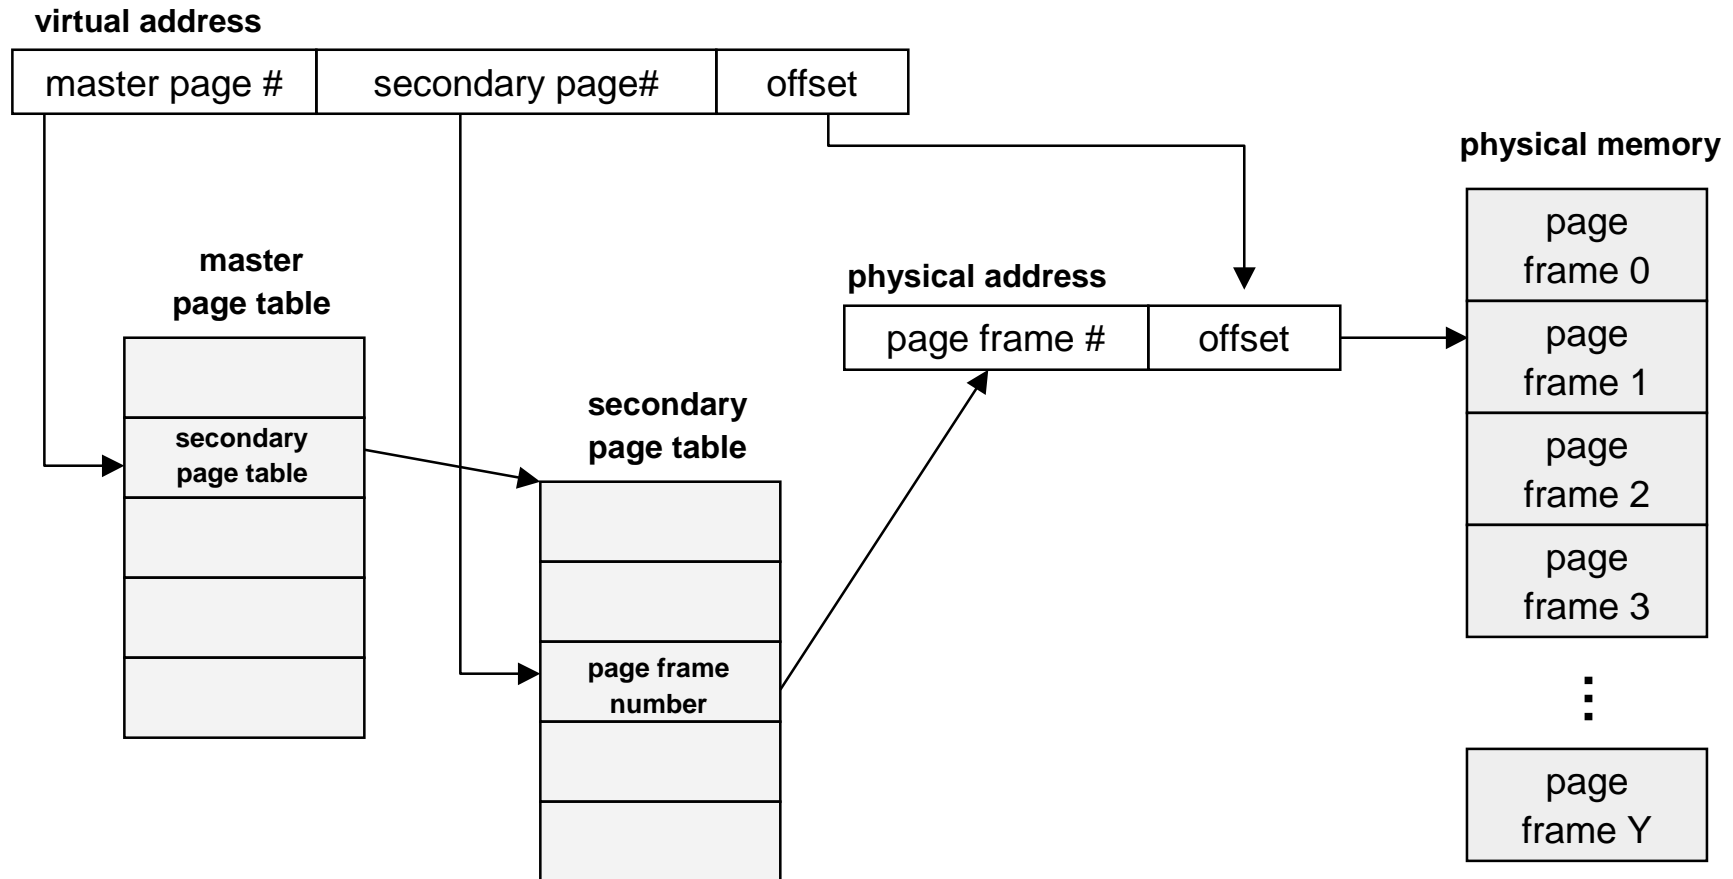 virtual address
master page #
secondary page#
offset
physical memory
page
frame 0
master
page table
physical address
page frame #
offset
page
frame 1
secondary
page table
secondary
page table
page
frame 2
page
frame 3
page frame
number
page
frame Y